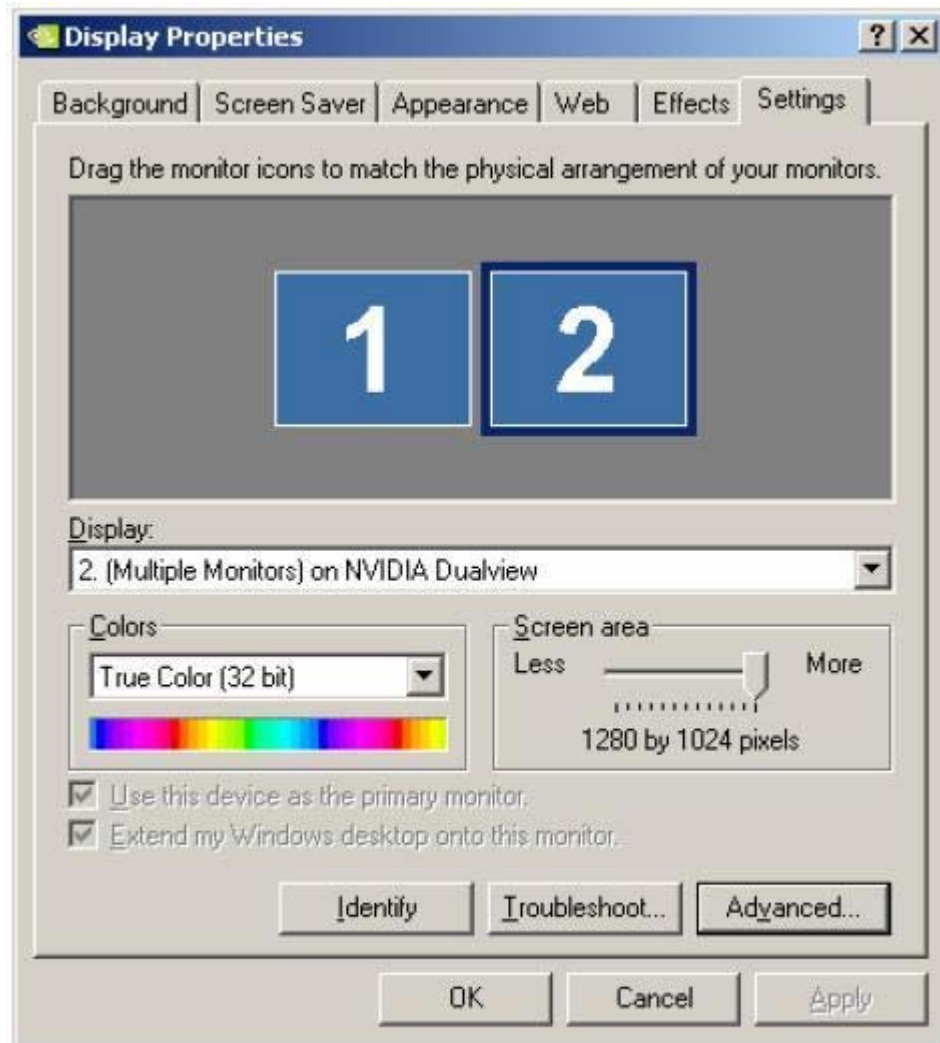 Display Properties
? X
Background Screen Saver Appearance Web Effects Settings
Drag the monitor icons to match the physical arrangement of your monitors.
1 2
Display:
2. (Multiple Monitors) on NVIDIA Dualview
Colors
True Color (32 bit)
Screen area
Less More
1280 by 1024 pixels
Use this device as the primary monitor.
Extend my Windows desktop onto this monitor.
Identify Troubleshoot... Advanced...
OK Cancel Apply